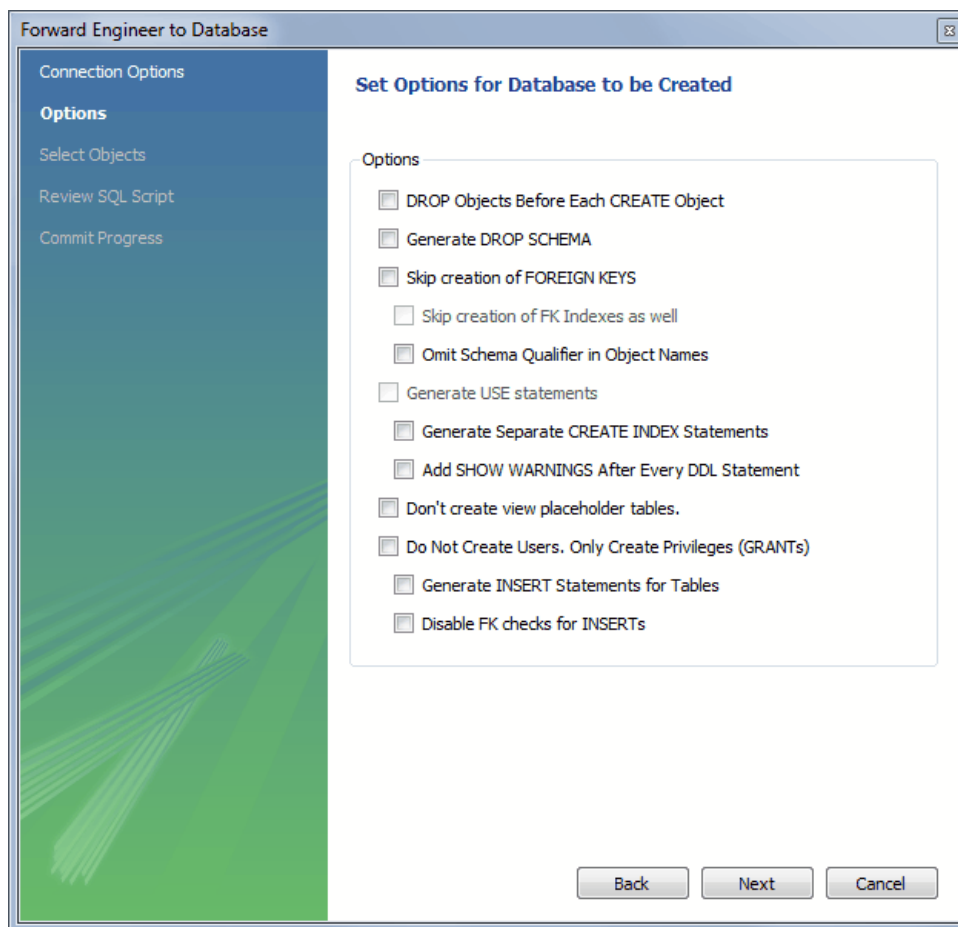 Forward Engineer to Database
Connection Options
Options
Select Objects
Review SQL Script
Commit Progress
Set Options for Database to be Created
Options
DROP Objects Before Each CREATE Object
Generate DROP SCHEMA
Skip creation of FOREIGN KEYS
Skip creation of FK Indexes as well
Omit Schema Qualifier in Object Names
Generate USE statements
Generate Separate CREATE INDEX Statements
Add SHOW WARNINGS After Every DDL Statement
Don't create view placeholder tables.
Do Not Create Users. Only Create Privileges (GRANTs)
Generate INSERT Statements for Tables
Disable FK checks for INSERTs
Back Next Cancel